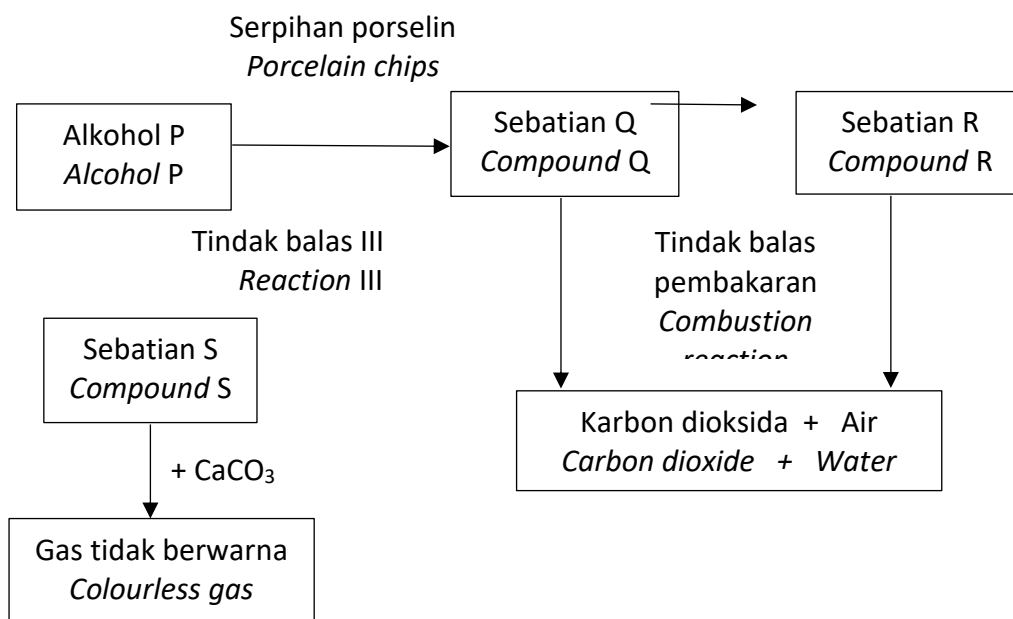 Serpihan porselin
Porcelain chips
Alkohol P
Alcohol P
Sebatian Q
Compound Q
Sebatian R
Compound R
Tindak balas III
Reaction III
Tindak balas
pembakaran
Combustion
reaction
Sebatian S
Compound S
+ CaCO₃
Karbon dioksida + Air
Carbon dioxide + Water
Gas tidak berwarna
Colourless gas